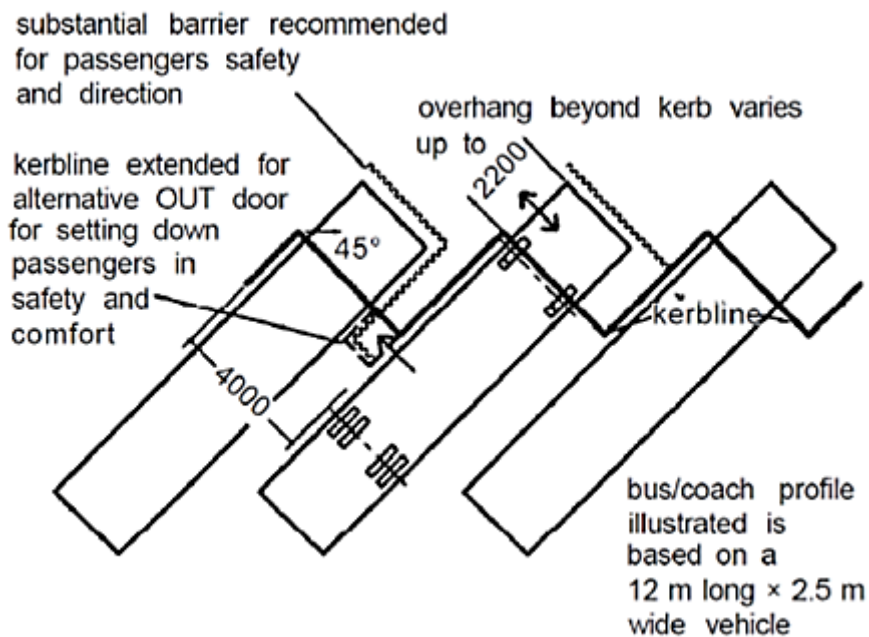 substantial barrier recommended
for passengers safety
and direction
overhang beyond kerb varies
up to
2200
kerbline extended for
alternative OUT door
for setting down
passengers in
safety and
comfort
45°
kerbline
4000
bus/coach profile
illustrated is
based on a
12 m long × 2.5 m
wide vehicle